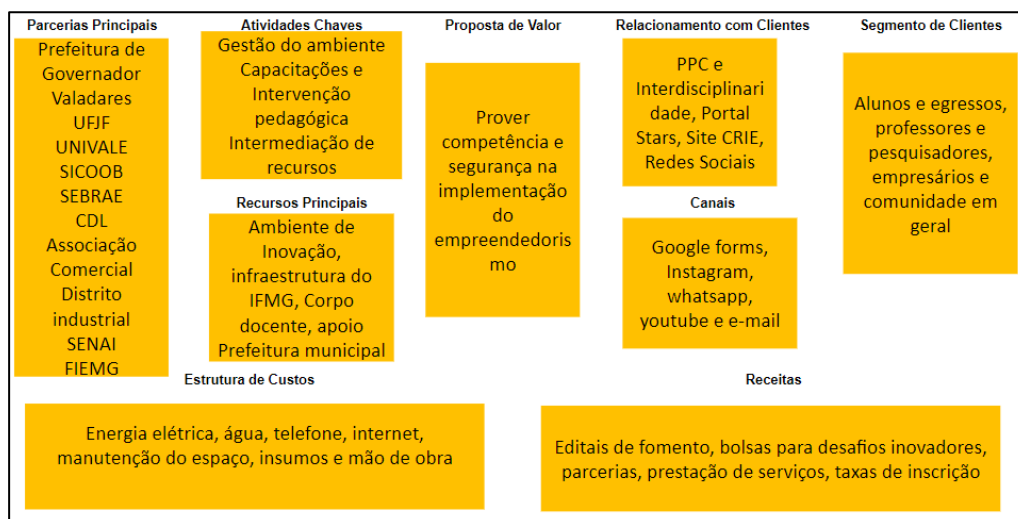 Parcerias Principais
Prefeitura de
Governador
Valadares
UFJF
UNIVALE
SICOOB
SEBRAE
CDL
Associação
Comercial
Distrito
industrial
SENAI
FIEMG
Atividades Chaves
Gestão do ambiente
Capacitações e
Intervenção
pedagógica
Intermediação de
recursos
Recursos Principais
Ambiente de
Inovação,
infraestrutura do
IFMG, Corpo
docente, apoio
Prefeitura municipal
Proposta de Valor
Prover
competência e
segurança na
implementação
do
empreendedoris
mo
Relacionamento com Clientes
PPC e
Interdisciplinari
dade, Portal
Stars, Site CRIE,
Redes Sociais
Canais
Google forms,
Instagram,
whatsapp,
youtube e e-mail
Segmento de Clientes
Alunos e egressos,
professores e
pesquisadores,
empresários e
comunidade em
geral
Estrutura de Custos
Energia elétrica, água, telefone, internet,
manutenção do espaço, insumos e mão de obra
Receitas
Editais de fomento, bolsas para desafios inovadores,
parcerias, prestação de serviços, taxas de inscrição